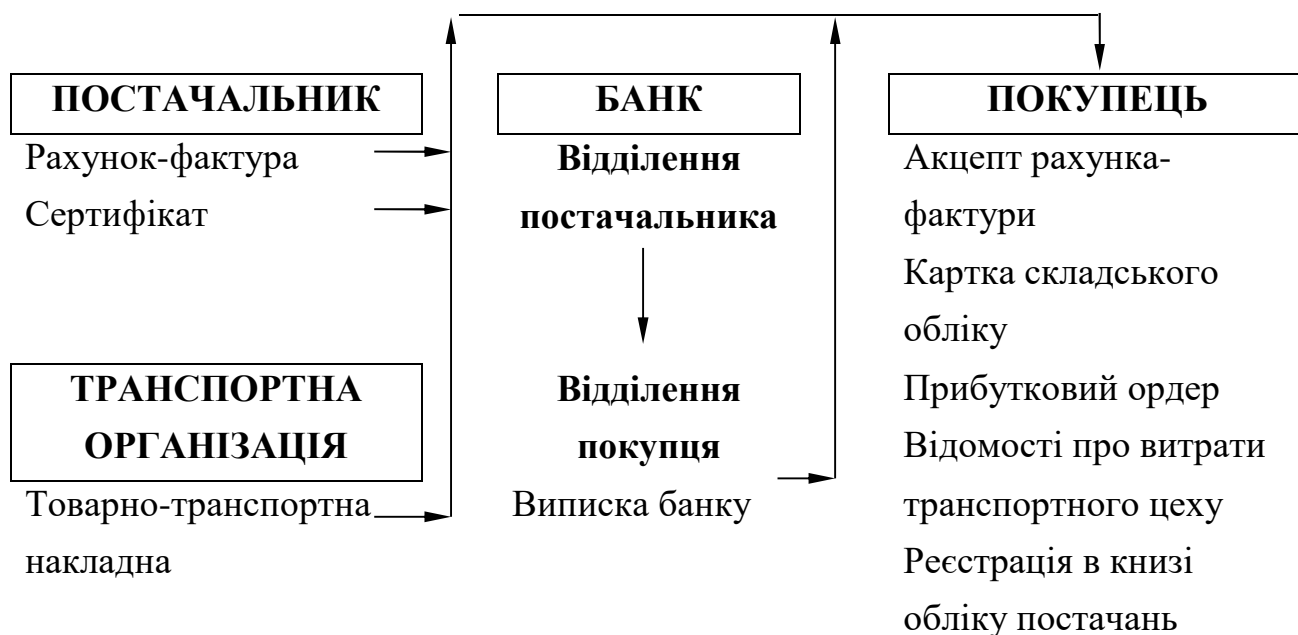 ПОСТАЧАЛЬНИК
Рахунок-фактура
Сертифікат
ТРАНСПОРТНА
ОРГАНІЗАЦІЯ
Товарно-транспортна
накладна
БАНК
Відділення
постачальника
Відділення
покупця
Виписка банку
ПОКУПЕЦЬ
Акцепт рахунка-
фактури
Картка складського
обліку
Прибутковий ордер
Відомості про витрати
транспортного цеху
Реєстрація в книзі
обліку постачань